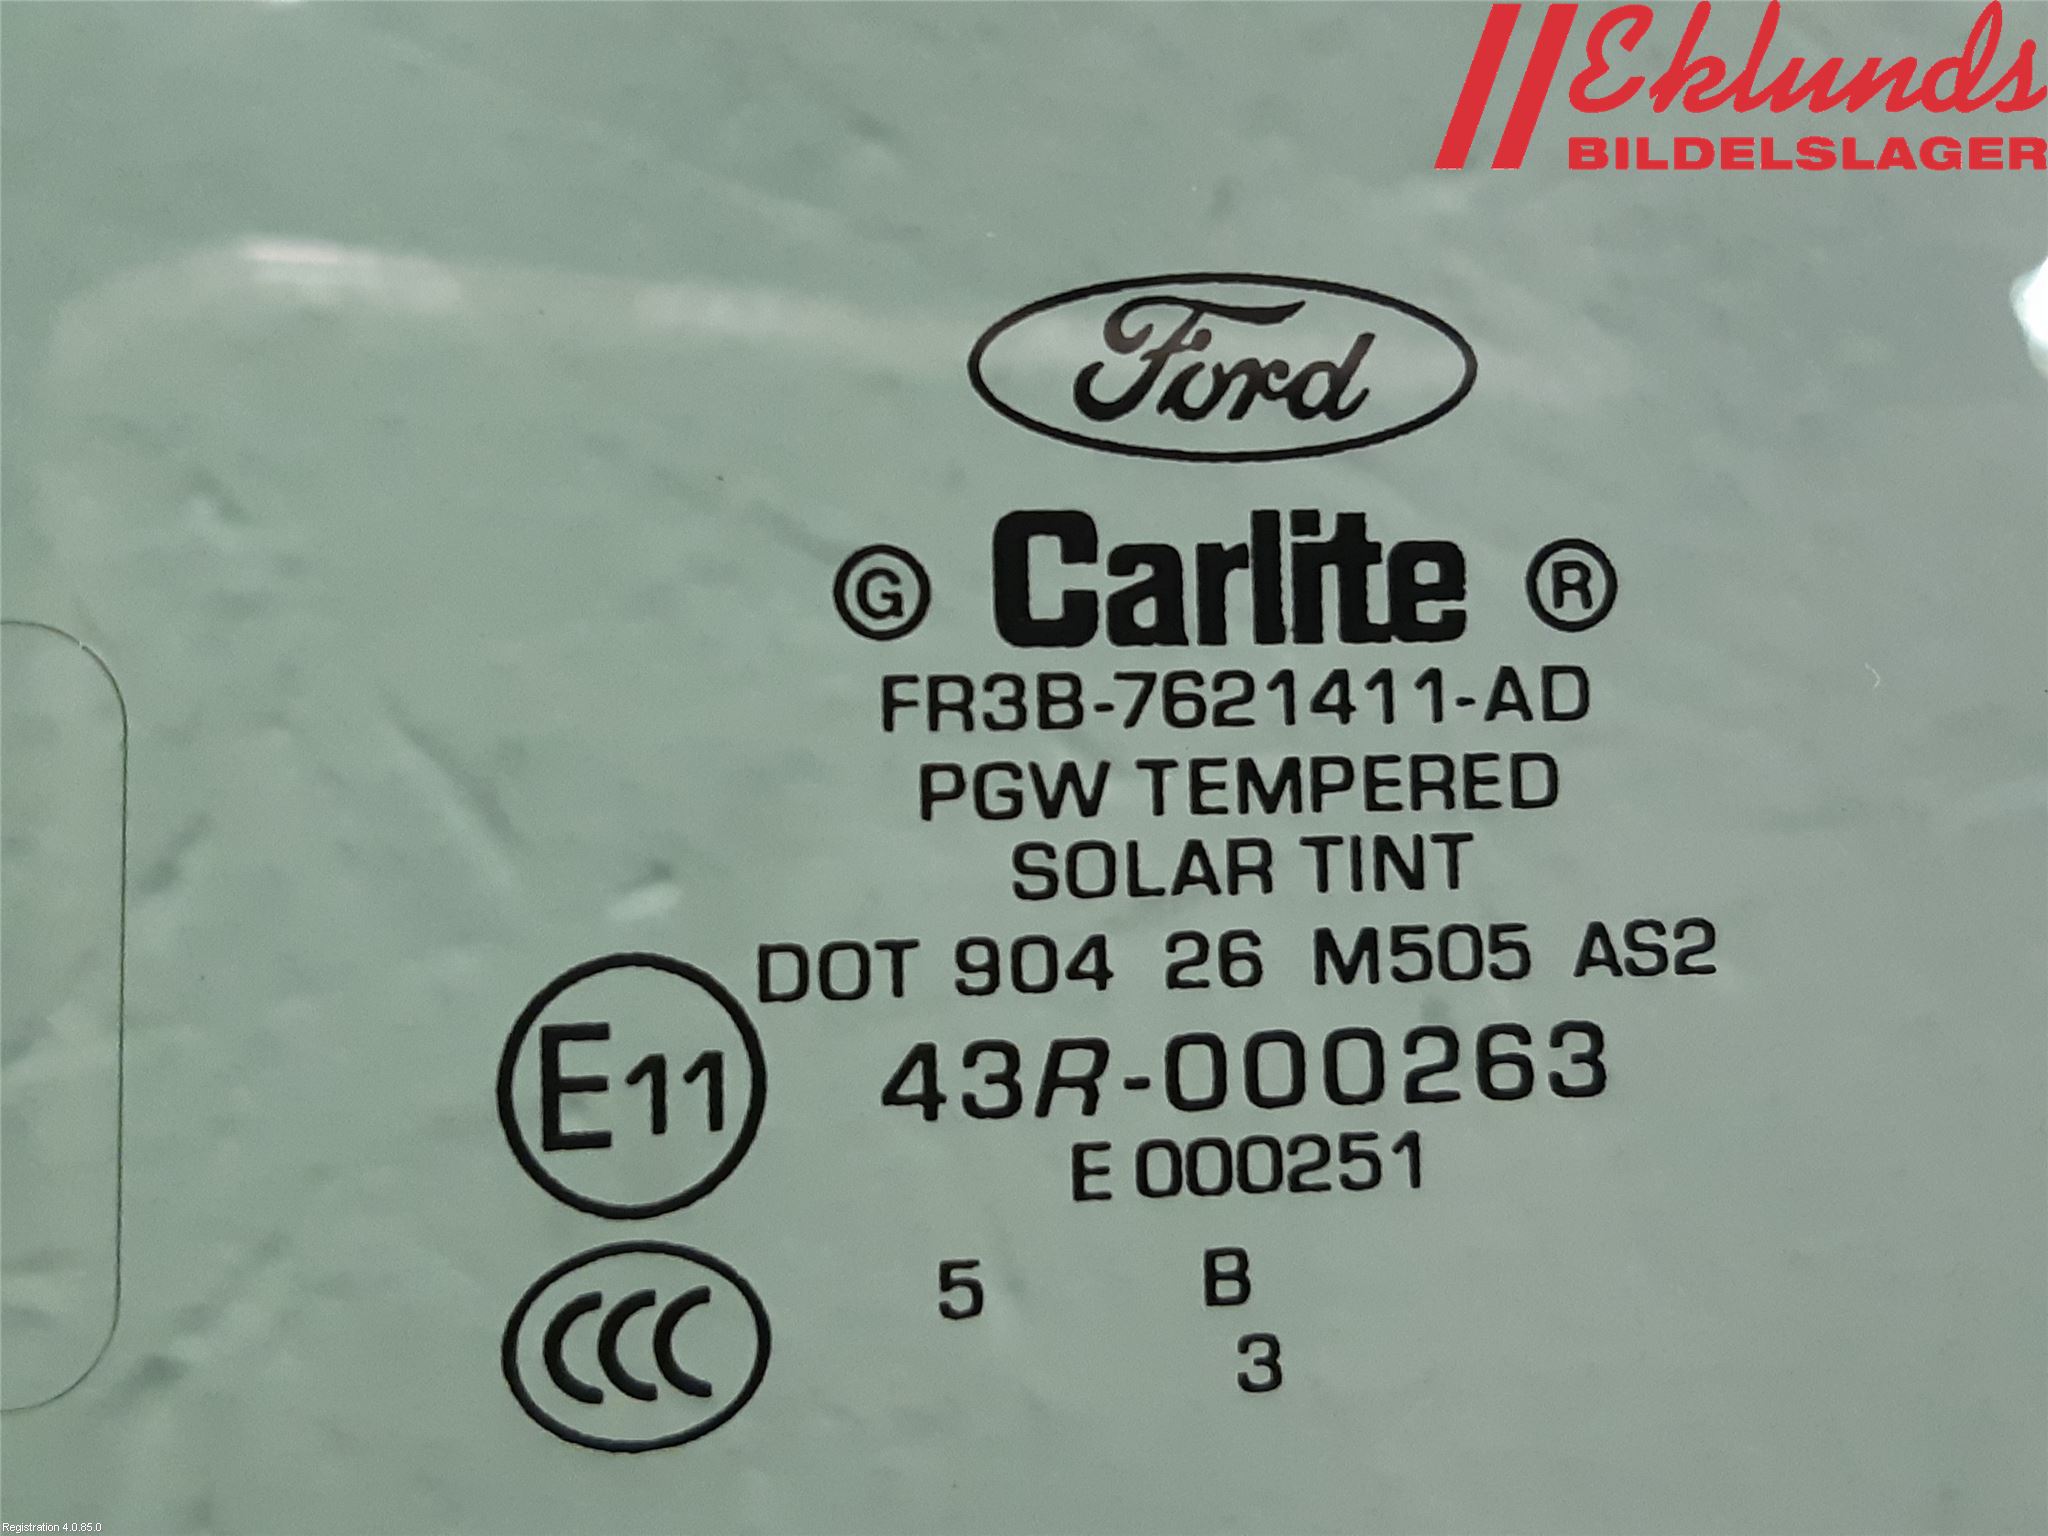 Eklunds
BILDELSLAGER
Ford
G Carlite ®
FR3B-7621411-AD
PGW TEMPERED
SOLAR TINT
DOT 904 26 M505 AS2
E11 43R-000263
E 000251
CCC 5 B
3
Registration 4.0.85.0